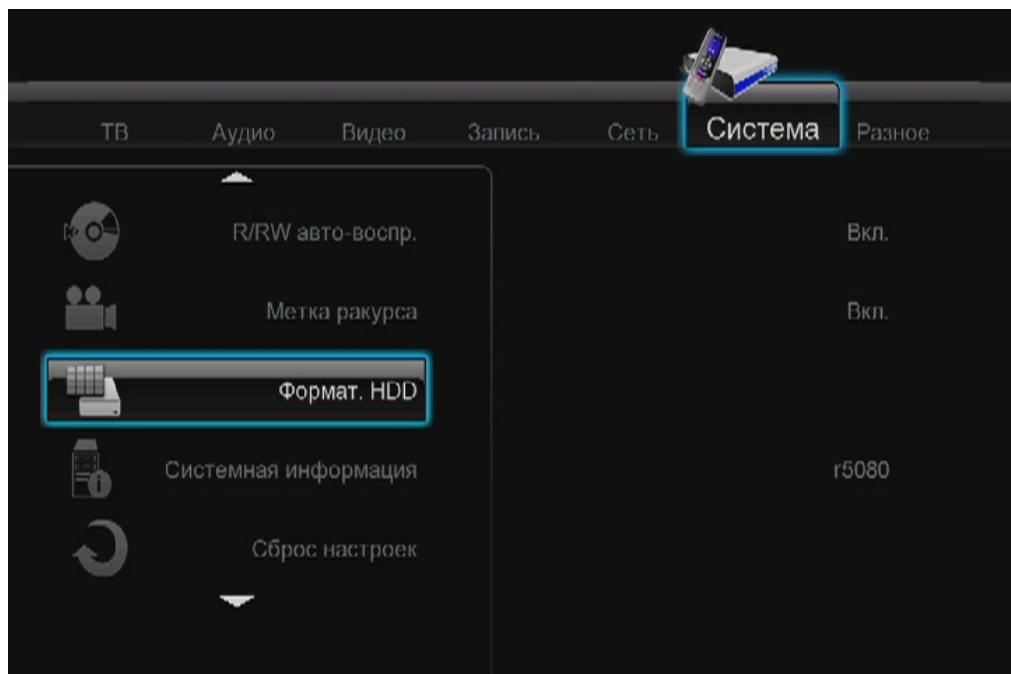 ТВ Аудио Видео Запись Сеть Система Разное
R/RW авто-воспр. Вкл.
Метка ракурса Вкл.
Формат. HDD
Системная информация r5080
Сброс настроек